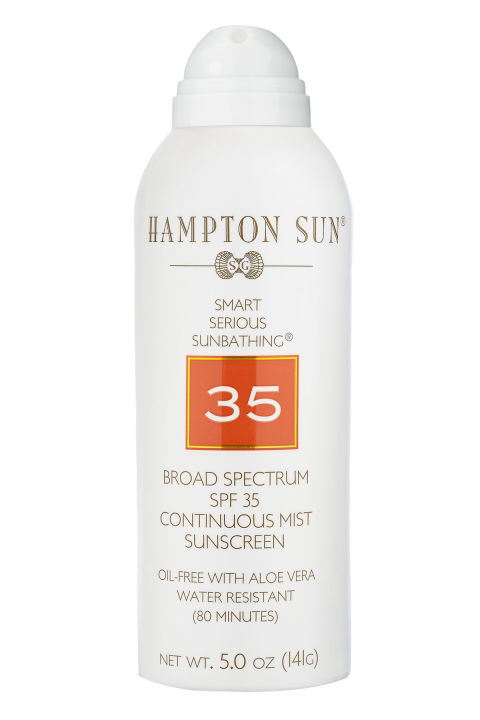 HAMPTON SUN®
SG
SMART
SERIOUS
SUNBATHING®
35
BROAD SPECTRUM
SPF 35
CONTINUOUS MIST
SUNSCREEN
OIL-FREE WITH ALOE VERA
WATER RESISTANT
(80 MINUTES)
NET WT. 5.0 OZ (141G)